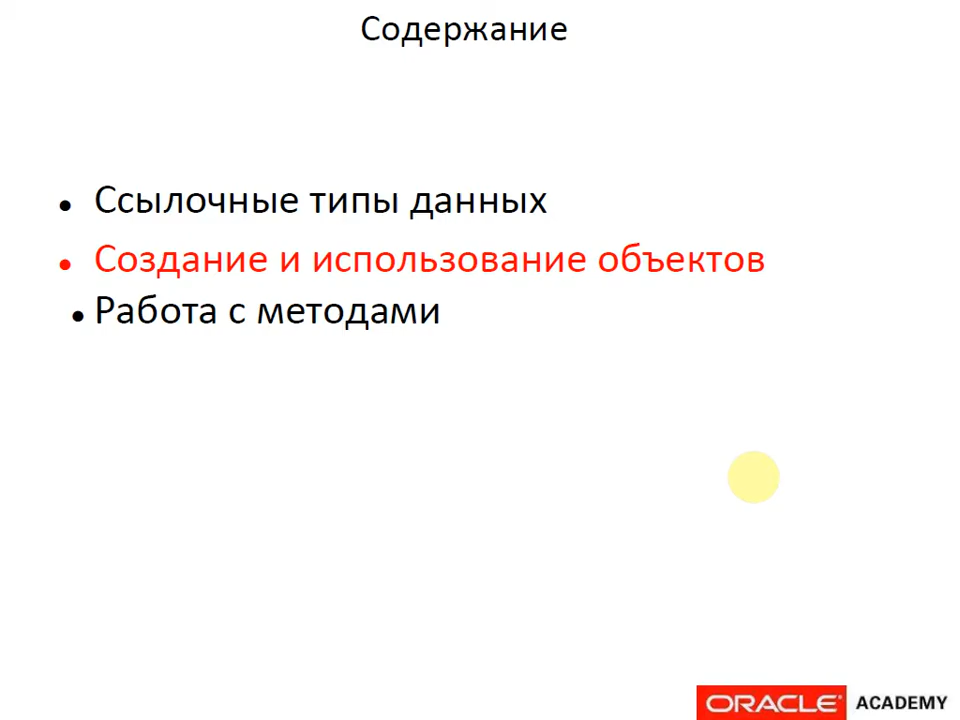 Содержание
• Ссылочные типы данных
• Создание и использование объектов
• Работа с методами
ORACLE® ACADEMY